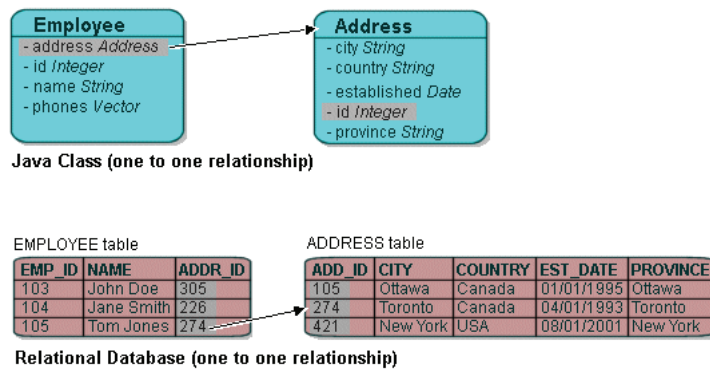 Employee
- address Address
- id Integer
- name String
- phones Vector
Address
- city String
- country String
- established Date
- id Integer
- province String
Java Class (one to one relationship)
EMPLOYEE table
EMP_ID NAME ADDR_ID
103 John Doe 305
104 Jane Smith 226
105 Tom Jones 274
ADDRESS table
ADD_ID CITY COUNTRY EST_DATE PROVINCE
105 Ottawa Canada 01/01/1995 Ottawa
274 Toronto Canada 04/01/1993 Toronto
421 New York USA 08/01/2001 New York
Relational Database (one to one relationship)